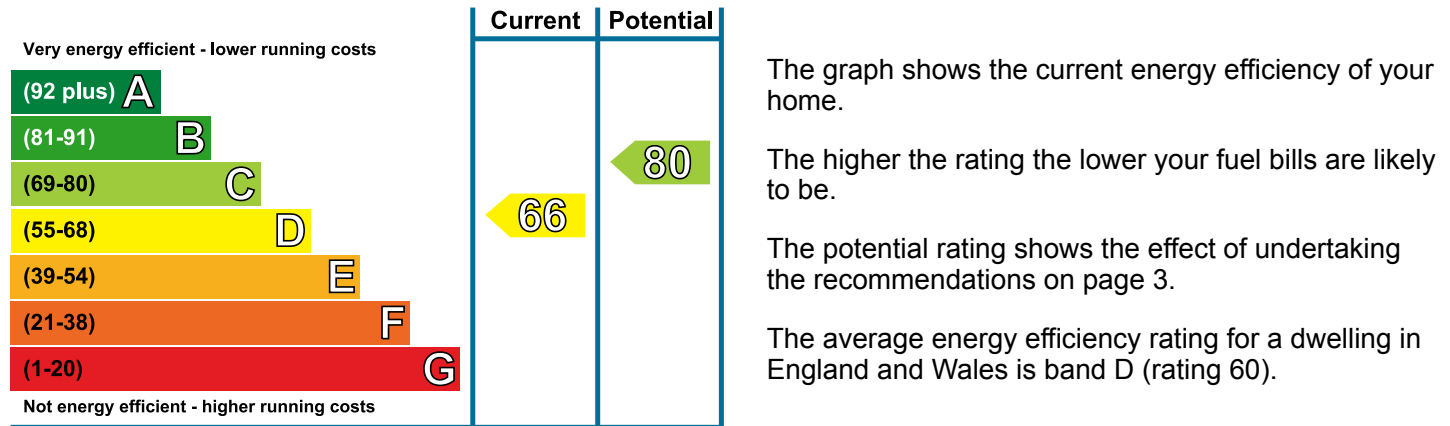 Current Potential
Very energy efficient - lower running costs
(92 plus) A
(81-91) B
(69-80) C
80
(55-68) D
66
(39-54) E
(21-38) F
(1-20) G
Not energy efficient - higher running costs
The graph shows the current energy efficiency of your
home.
The higher the rating the lower your fuel bills are likely
to be.
The potential rating shows the effect of undertaking
the recommendations on page 3.
The average energy efficiency rating for a dwelling in
England and Wales is band D (rating 60).